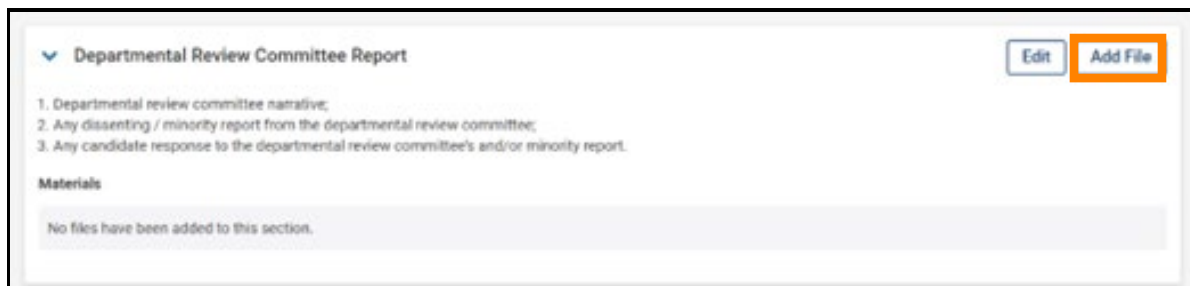 Departmental Review Committee Report
Edit
Add File
1. Departmental review committee narrative;
2. Any dissenting / minority report from the departmental review committee;
3. Any candidate response to the departmental review committee's and/or minority report.
Materials
No files have been added to this section.